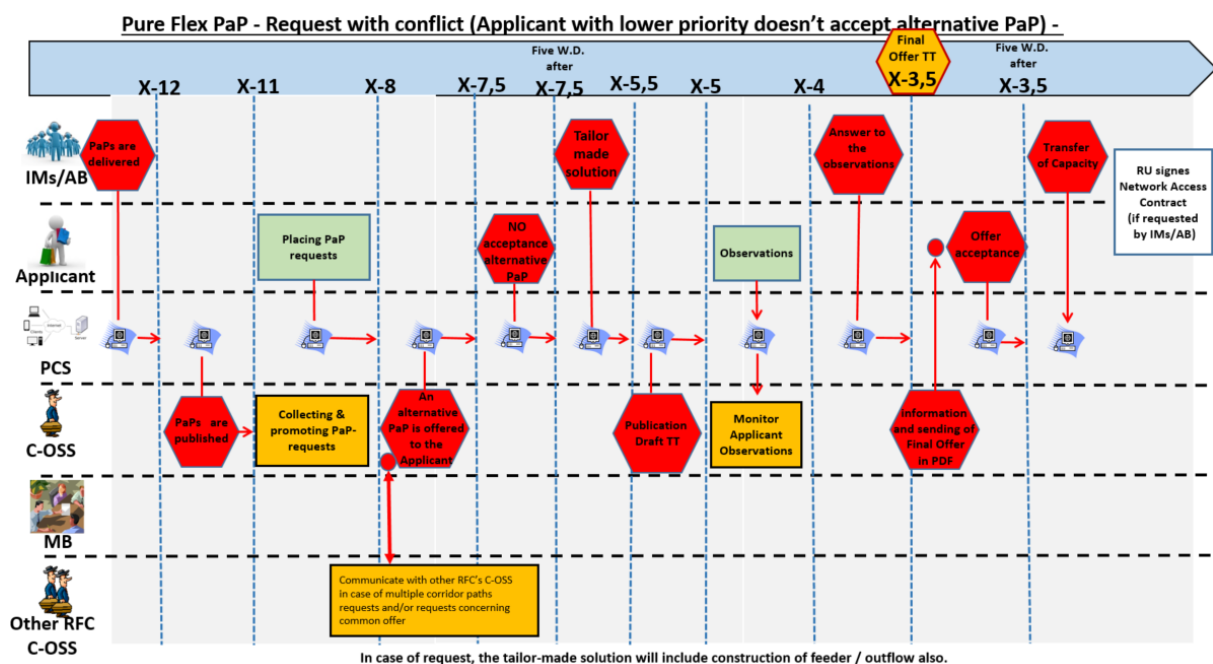 Pure Flex PaP - Request with conflict (Applicant with lower priority doesn't accept alternative PaP) -
X-12
X-11
X-8
X-7,5
Five W.D.
after
X-7,5
X-5,5
X-5
X-4
Final
Offer TT
X-3,5
Five W.D.
after
X-3,5
IMs/AB
PaPs are
delivered
Tailor
made
solution
Answer to
the
observations
Transfer
of Capacity
RU signes
Network Access
Contract
(if requested
by IMs/AB)
Applicant
Placing PaP
requests
NO
acceptance
alternative
PaP
Observations
Offer
acceptance
PCS
C-OSS
PaPs are
published
Collecting &
promoting PaP-
requests
An
alternative
PaP is offered
to the
Applicant
Publication
Draft TT
Monitor
Applicant
Observations
information
and sending of
Final Offer
in PDF
MB
Other RFC
C-OSS
Communicate with other RFC's C-OSS
in case of multiple corridor paths
requests and/or requests concerning
common offer
In case of request, the tailor-made solution will include construction of feeder / outflow also.